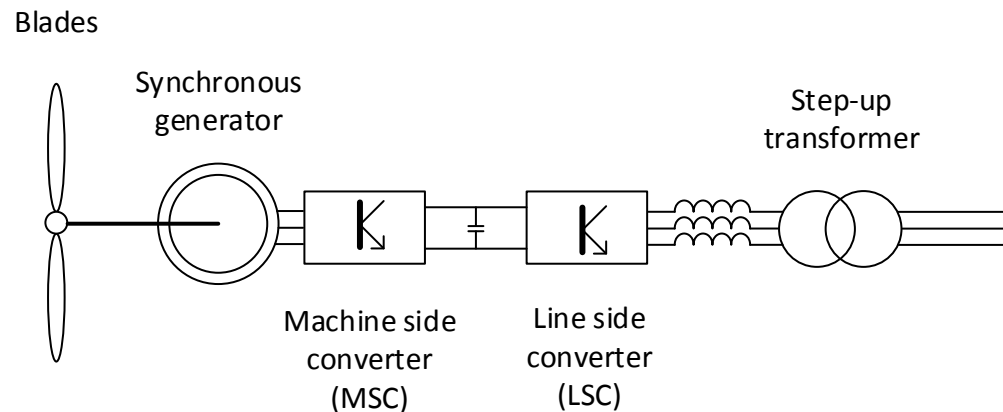 Blades
Synchronous
generator
Step-up
transformer
Machine side
converter
(MSC)
Line side
converter
(LSC)